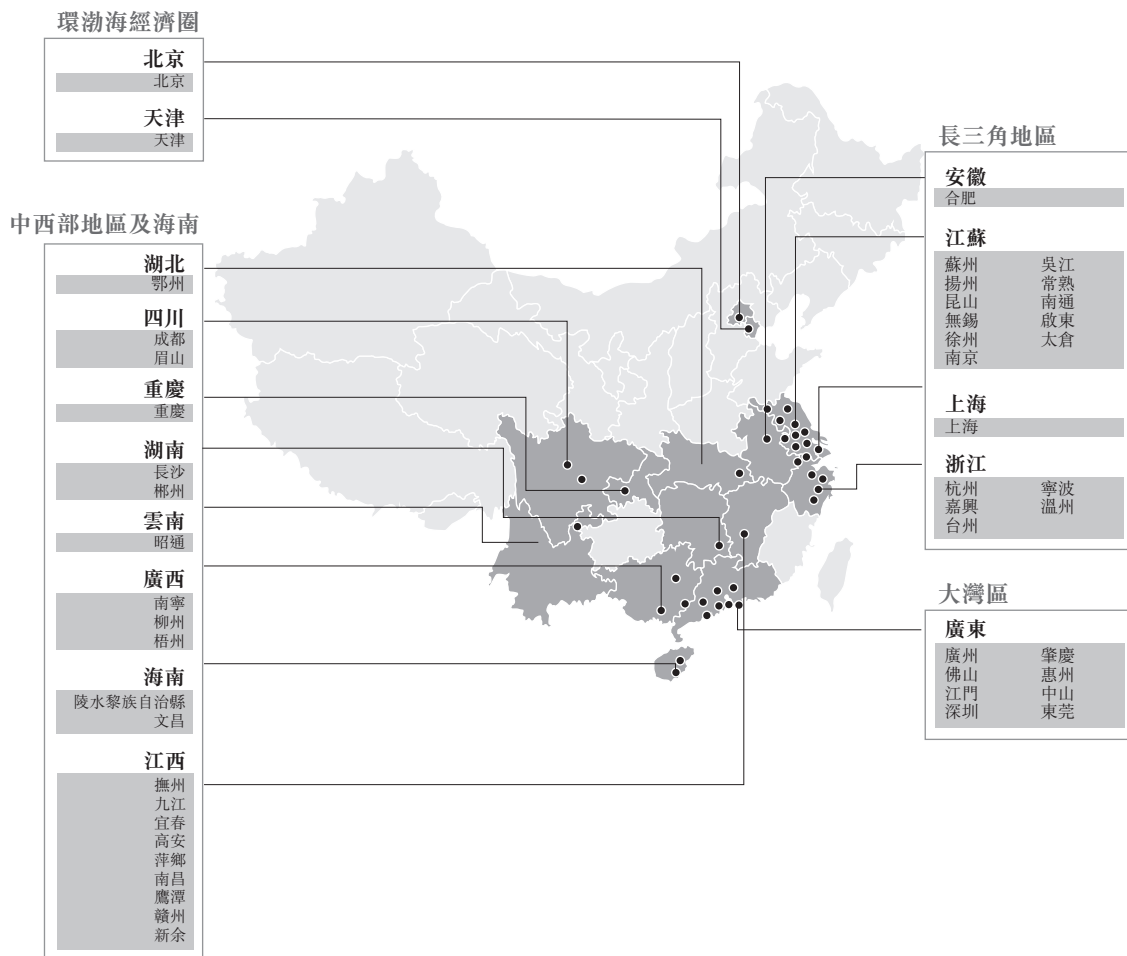 環渤海經濟圈
北京
北京
天津
天津
中西部地區及海南
湖北
鄂州
四川
成都
眉山
重慶
重慶
湖南
長沙
郴州
雲南
昭通
廣西
南寧
柳州
梧州
海南
陵水黎族自治縣
文昌
江西
撫州
九江
宜春
高安
萍鄉
南昌
鷹潭
贛州
新余
長三角地區
安徽
合肥
江蘇
蘇州 吳江
揚州 常熟
昆山 南通
無錫 啟東
徐州 太倉
南京
上海
上海
浙江
杭州 寧波
嘉興 溫州
台州
大灣區
廣東
廣州 肇慶
佛山 惠州
江門 中山
深圳 東莞